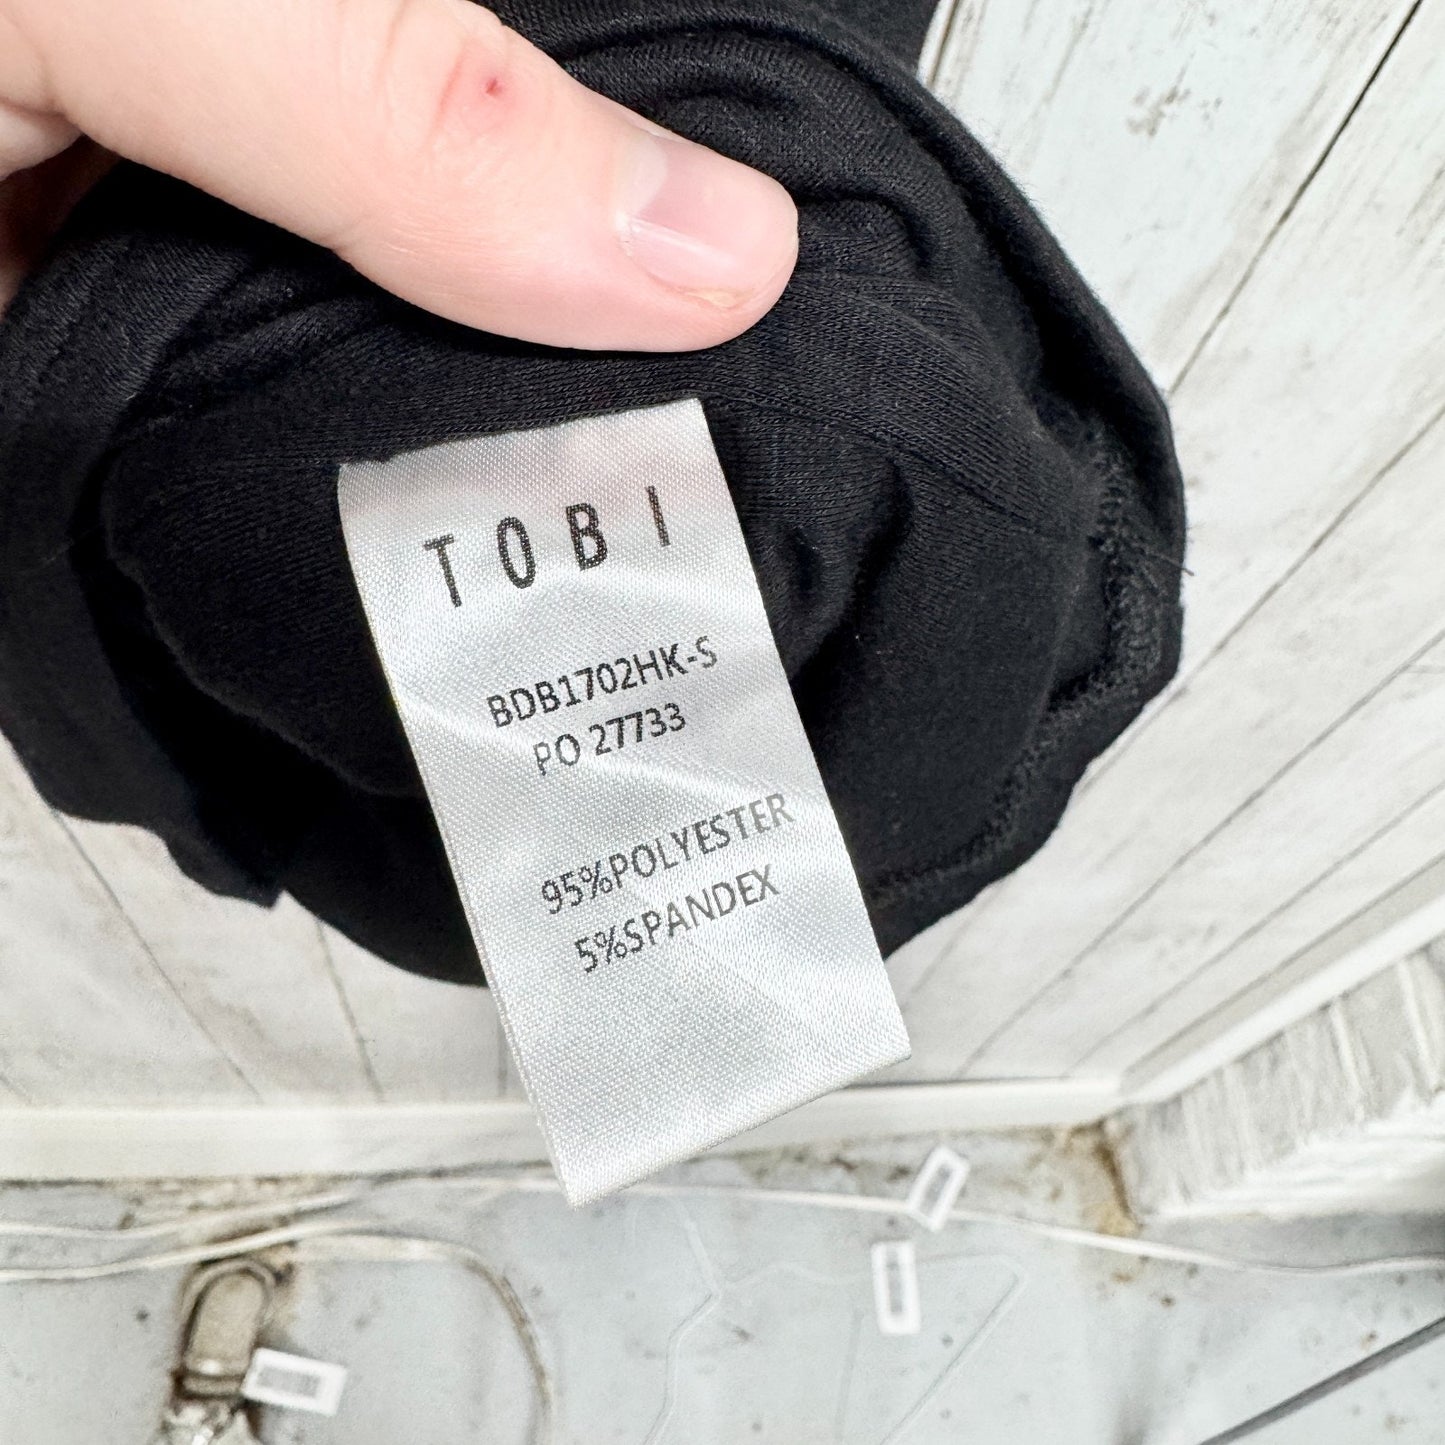 TOBI
BDB1702HK-S
PO 27733
95%POLYESTER
5%SPANDEX